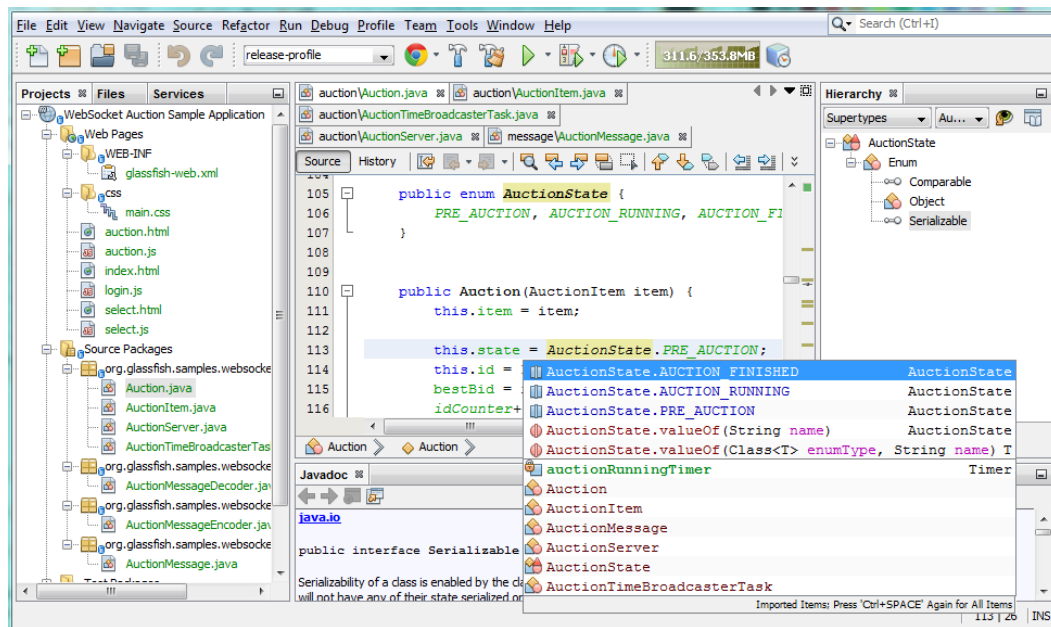 File Edit View Navigate Source Refactor Run Debug Profile Team Tools Window Help
Search (Ctrl+I)
release-profile
311.6/353.8MB
Projects Files Services
WebSocket Auction Sample Application
Web Pages
WEB-INF
glassfish-web.xml
css
main.css
auction.html
auction.js
index.html
login.js
select.html
select.js
Source Packages
org.glassfish.samples.websocke
Auction.java
AuctionItem.java
AuctionServer.java
AuctionTimeBroadcasterTas
org.glassfish.samples.websocke
AuctionMessageDecoder.jav
org.glassfish.samples.websocke
AuctionMessageEncoder.jav
org.glassfish.samples.websocke
AuctionMessage.java
Test Packages
auction\Auction.java auction\AuctionItem.java
auction\AuctionTimeBroadcasterTask.java
auction\AuctionServer.java message\AuctionMessage.java
Source History
104
105 public enum AuctionState {
106 PRE_AUCTION, AUCTION_RUNNING, AUCTION_FI
107 }
108
109
110 public Auction(AuctionItem item) {
111 this.item = item;
112
113 this.state = AuctionState.PRE_AUCTION;
114 this.id =
115 bestBid =
116 idCounter+
Auction Auction
AuctionState.AUCTION_FINISHED AuctionState
AuctionState.AUCTION_RUNNING AuctionState
AuctionState.PRE_AUCTION AuctionState
AuctionState.valueOf(String name) AuctionState
AuctionState.valueOf(Class<T> enumType, String name) T
auctionRunningTimer Timer
Auction
AuctionItem
AuctionMessage
AuctionServer
AuctionState
AuctionTimeBroadcasterTask
Imported Items; Press 'Ctrl+SPACE' Again for All Items
Javadoc
java.io
public interface Serializable
Serializability of a class is enabled by the cla
will not have any of their state serialized or
Hierarchy
Supertypes Au...
AuctionState
Enum
Comparable
Object
Serializable
113 | 26 INS